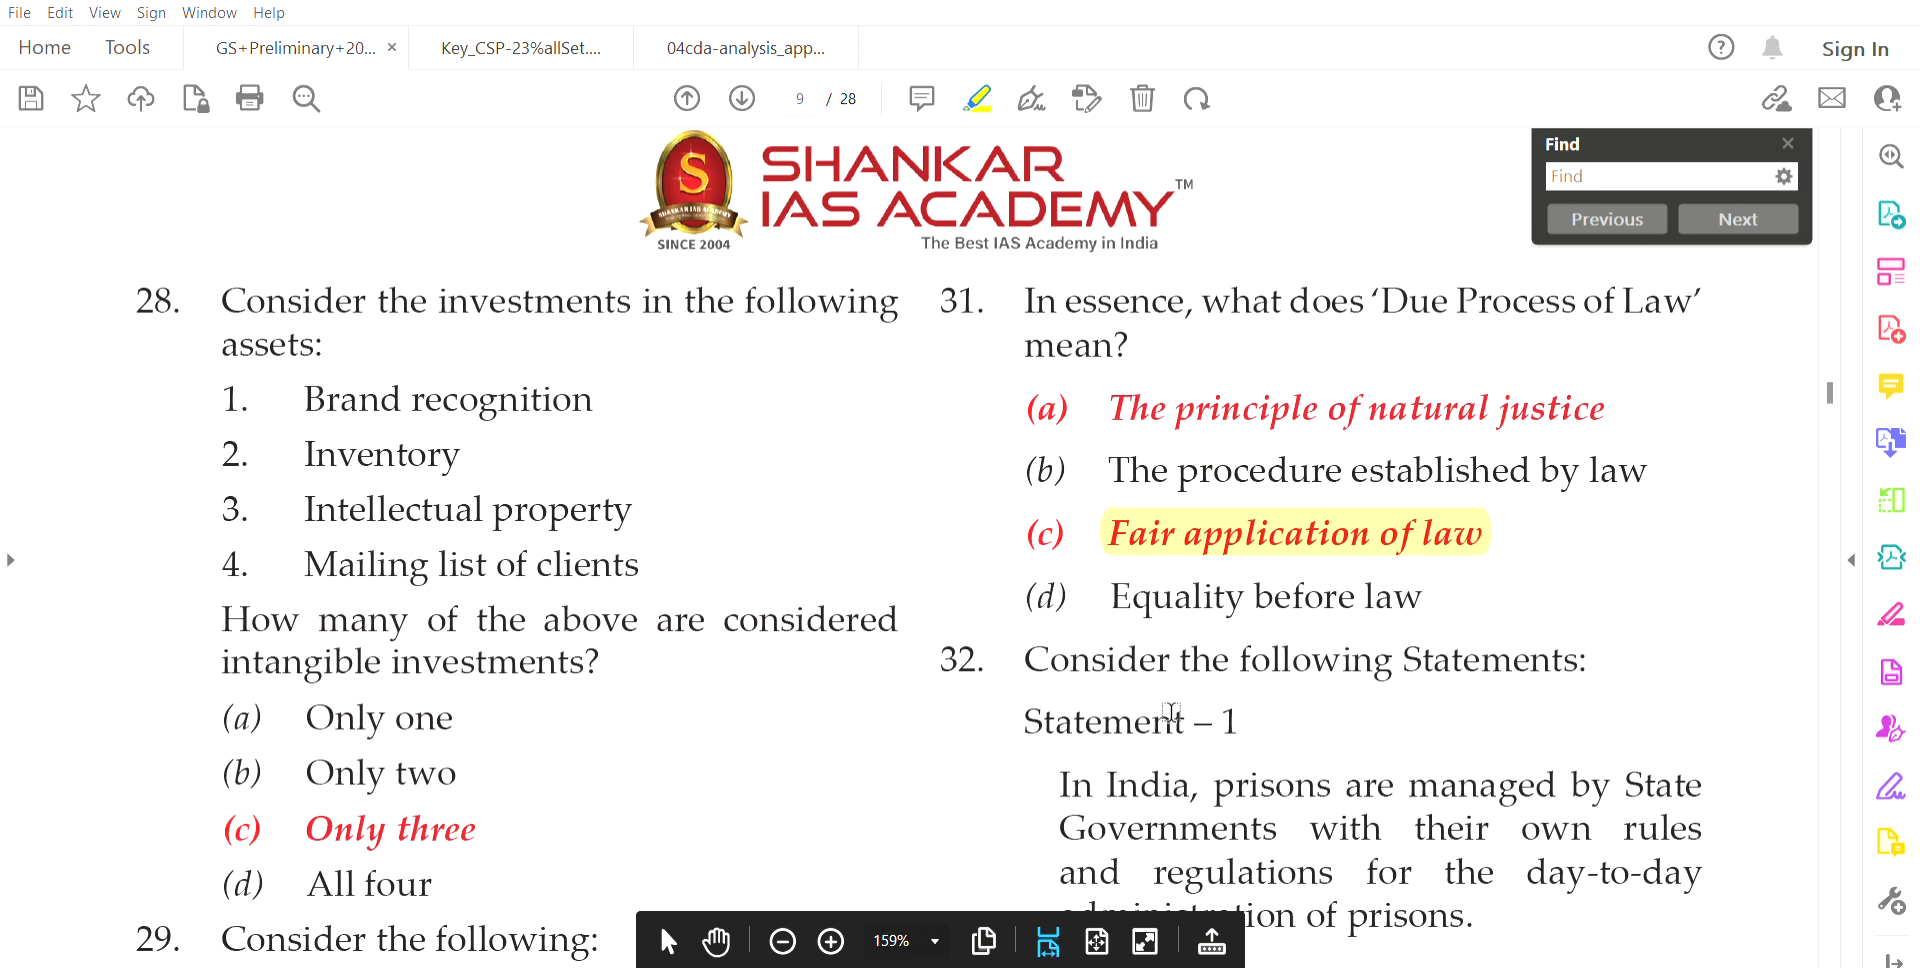 File Edit View Sign Window Help
Home Tools GS+Preliminary+20... × Key_CSP-23%allSet.... 04cda-analysis_app... Sign In
9 / 28
S
SHANKAR IAS ACADEMY
SINCE 2004
SHANKAR
IAS ACADEMY™
The Best IAS Academy in India
Find
Find
Previous Next
28. Consider the investments in the following
assets:
1. Brand recognition
2. Inventory
3. Intellectual property
4. Mailing list of clients
How many of the above are considered
intangible investments?
(a) Only one
(b) Only two
(c) Only three
(d) All four
29. Consider the following:
31. In essence, what does ‘Due Process of Law’
mean?
(a) The principle of natural justice
(b) The procedure established by law
(c) Fair application of law
(d) Equality before law
32. Consider the following Statements:
Statement – 1
In India, prisons are managed by State
Governments with their own rules
and regulations for the day-to-day
administration of prisons.
159%